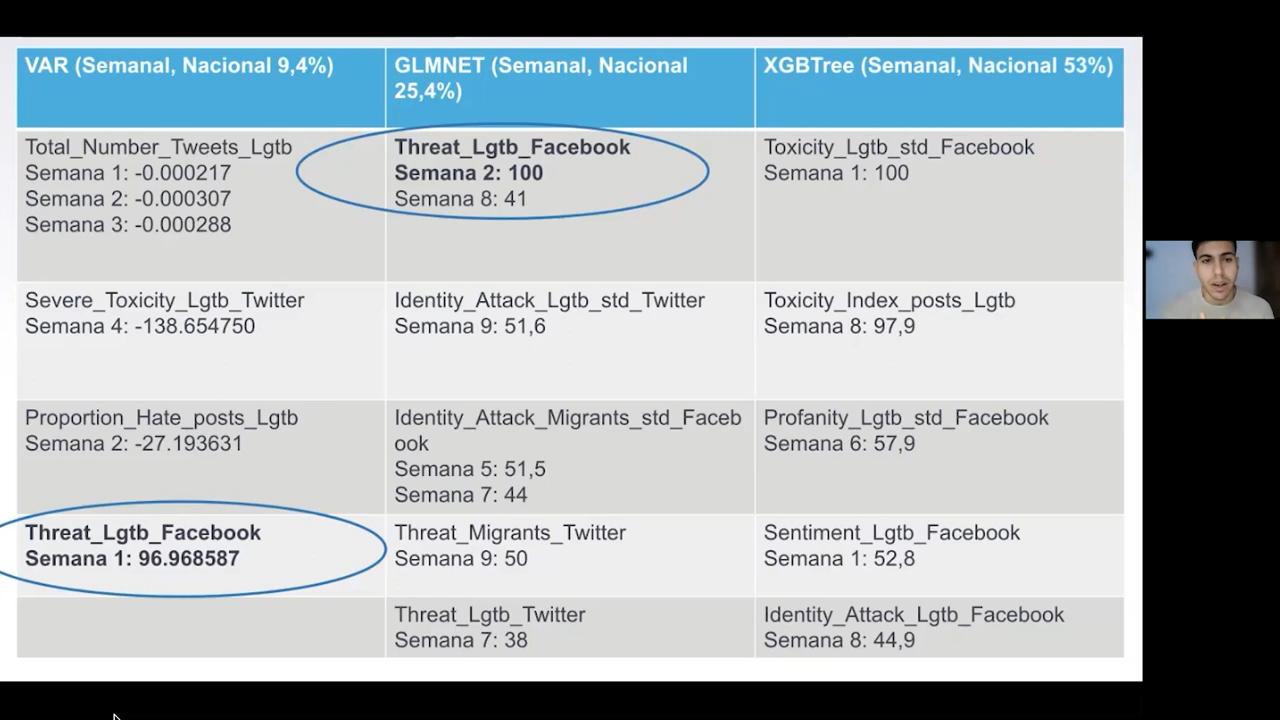 VAR (Semanal, Nacional 9,4%)
GLMNET (Semanal, Nacional
25,4%)
XGBTree (Semanal, Nacional 53%)
Total_Number_Tweets_Lgtb
Semana 1: -0.000217
Semana 2: -0.000307
Semana 3: -0.000288
Threat_Lgtb_Facebook
Semana 2: 100
Semana 8: 41
Toxicity_Lgtb_std_Facebook
Semana 1: 100
Severe_Toxicity_Lgtb_Twitter
Semana 4: -138.654750
Identity_Attack_Lgtb_std_Twitter
Semana 9: 51,6
Toxicity_Index_posts_Lgtb
Semana 8: 97,9
Proportion_Hate_posts_Lgtb
Semana 2: -27.193631
Identity_Attack_Migrants_std_Faceb
ook
Semana 5: 51,5
Semana 7: 44
Profanity_Lgtb_std_Facebook
Semana 6: 57,9
Threat_Lgtb_Facebook
Semana 1: 96.968587
Threat_Migrants_Twitter
Semana 9: 50
Sentiment_Lgtb_Facebook
Semana 1: 52,8
Threat_Lgtb_Twitter
Semana 7: 38
Identity_Attack_Lgtb_Facebook
Semana 8: 44,9